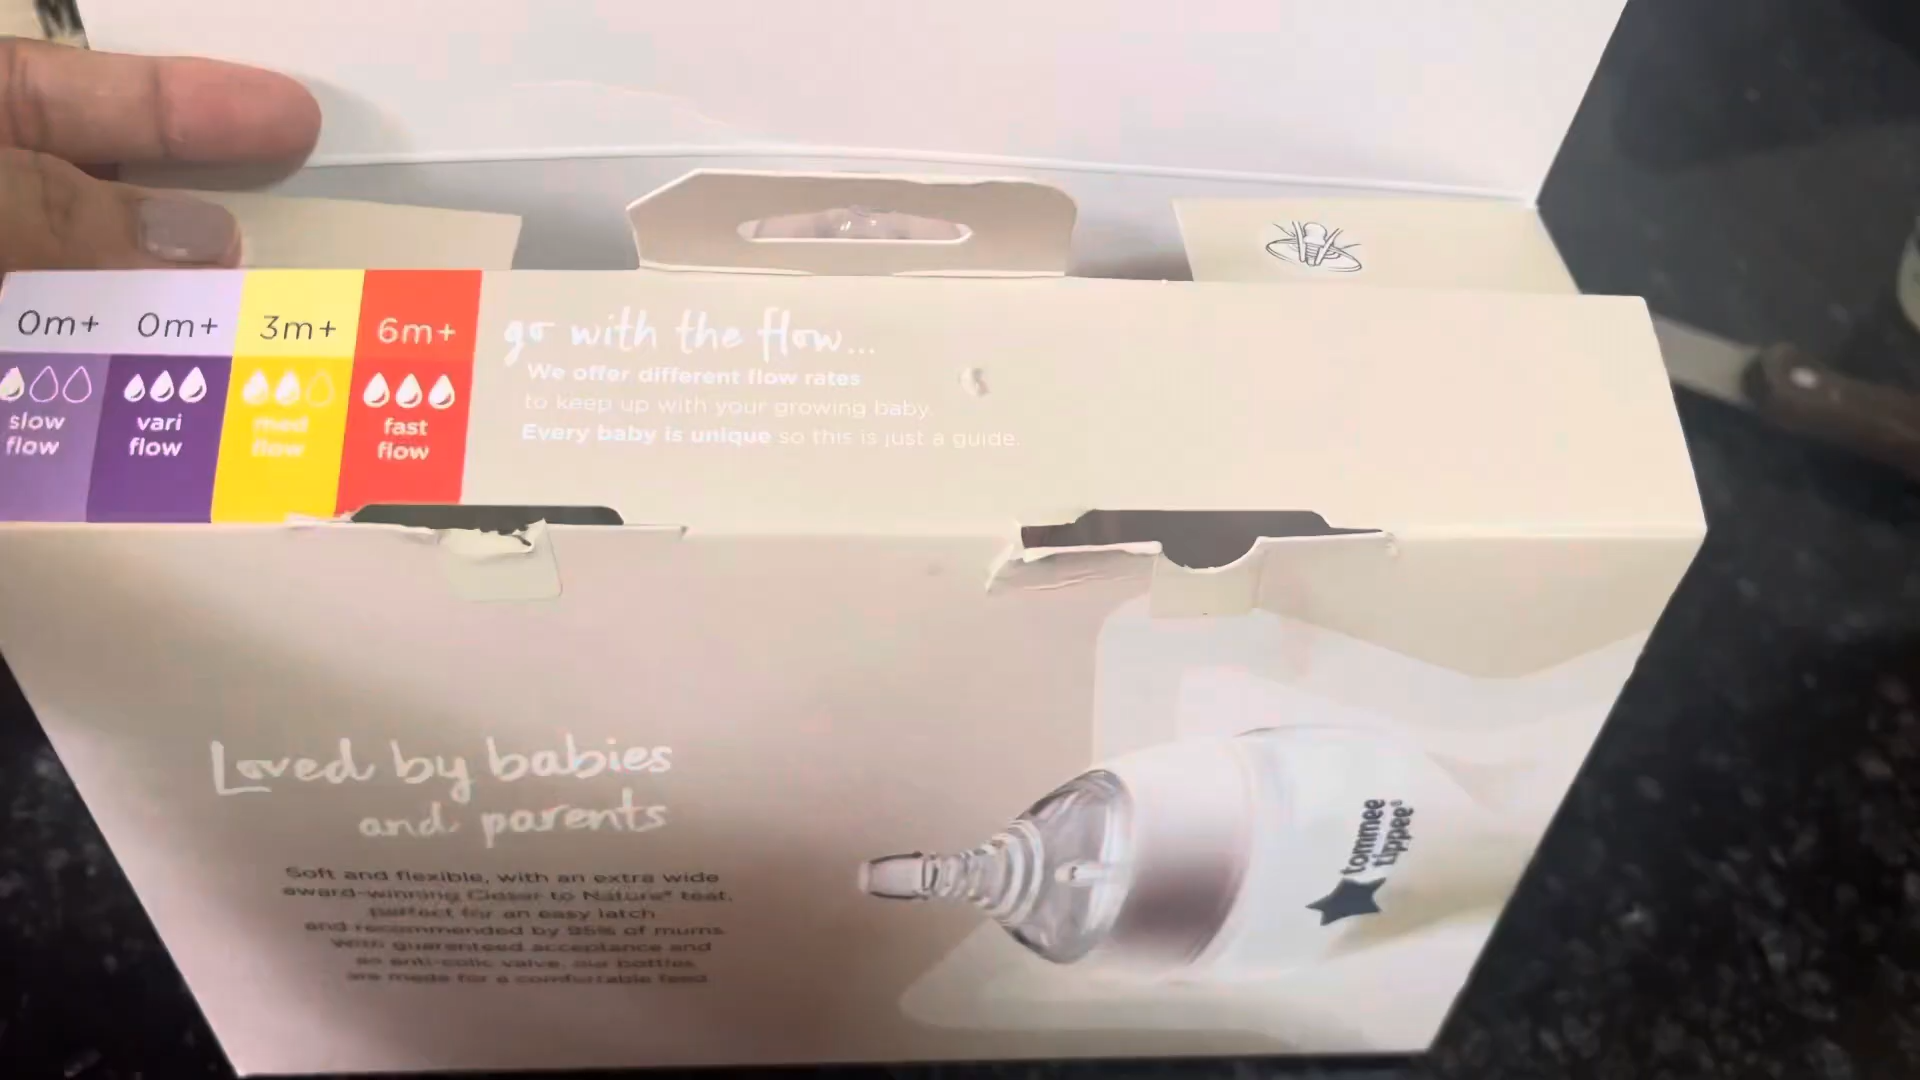 0m+ 0m+ 3m+ 6m+
slow flow
vari flow
med flow
fast flow
go with the flow...
We offer different flow rates
to keep up with your growing baby.
Every baby is unique so this is just a guide.
Loved by babies
and parents
Soft and flexible, with an extra wide
award-winning Closer to Nature® teat,
perfect for an easy latch
and recommended by 95% of mums.
With guaranteed acceptance and
an anti-colic valve, our bottles
are made for a comfortable feed
tommee
tippee®